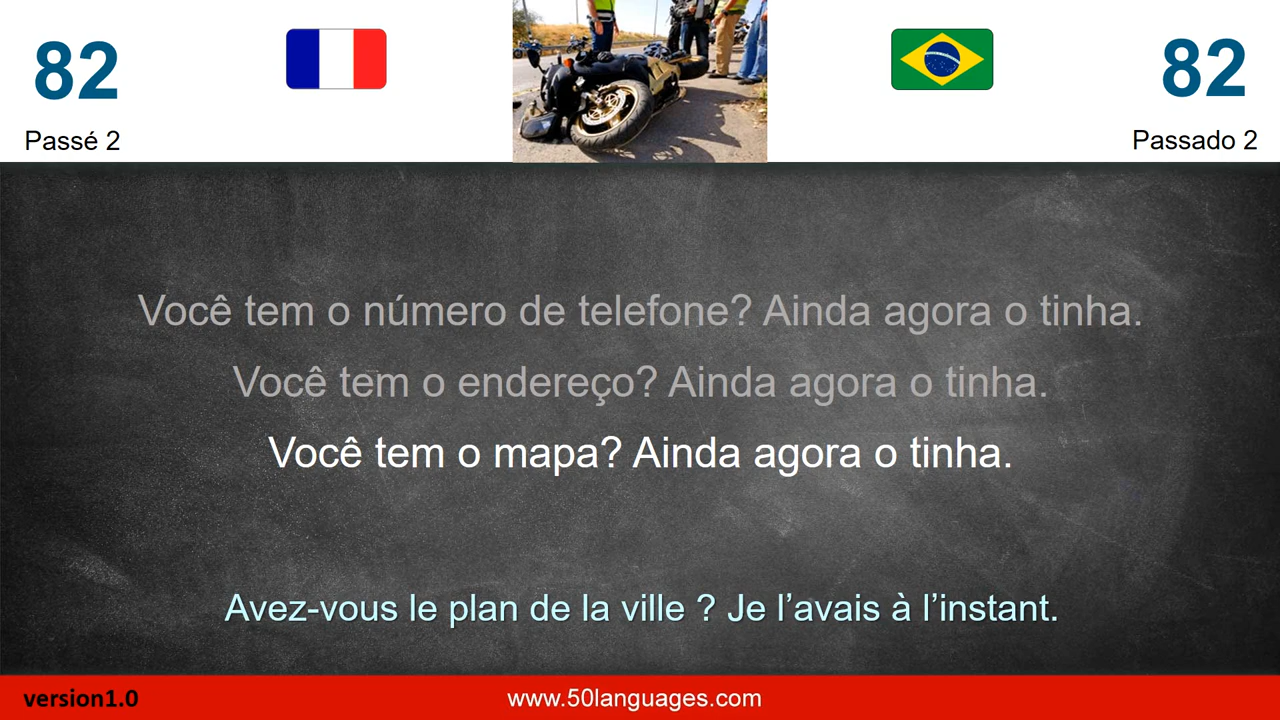 82
82
Passé 2
Passado 2
Você tem o número de telefone? Ainda agora o tinha.
Você tem o endereço? Ainda agora o tinha.
Você tem o mapa? Ainda agora o tinha.
Avez-vous le plan de la ville ? Je l’avais à l’instant.
version1.0
www.50languages.com